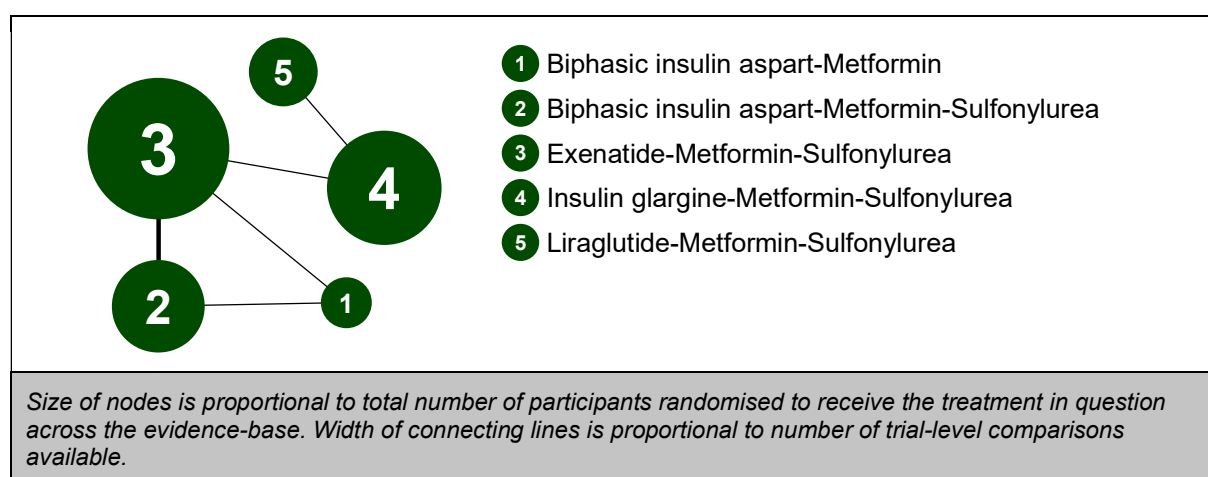 5
3
4
2
1
1 Biphasic insulin aspart-Metformin
2 Biphasic insulin aspart-Metformin-Sulfonylurea
3 Exenatide-Metformin-Sulfonylurea
4 Insulin glargine-Metformin-Sulfonylurea
5 Liraglutide-Metformin-Sulfonylurea
Size of nodes is proportional to total number of participants randomised to receive the treatment in question
across the evidence-base. Width of connecting lines is proportional to number of trial-level comparisons
available.